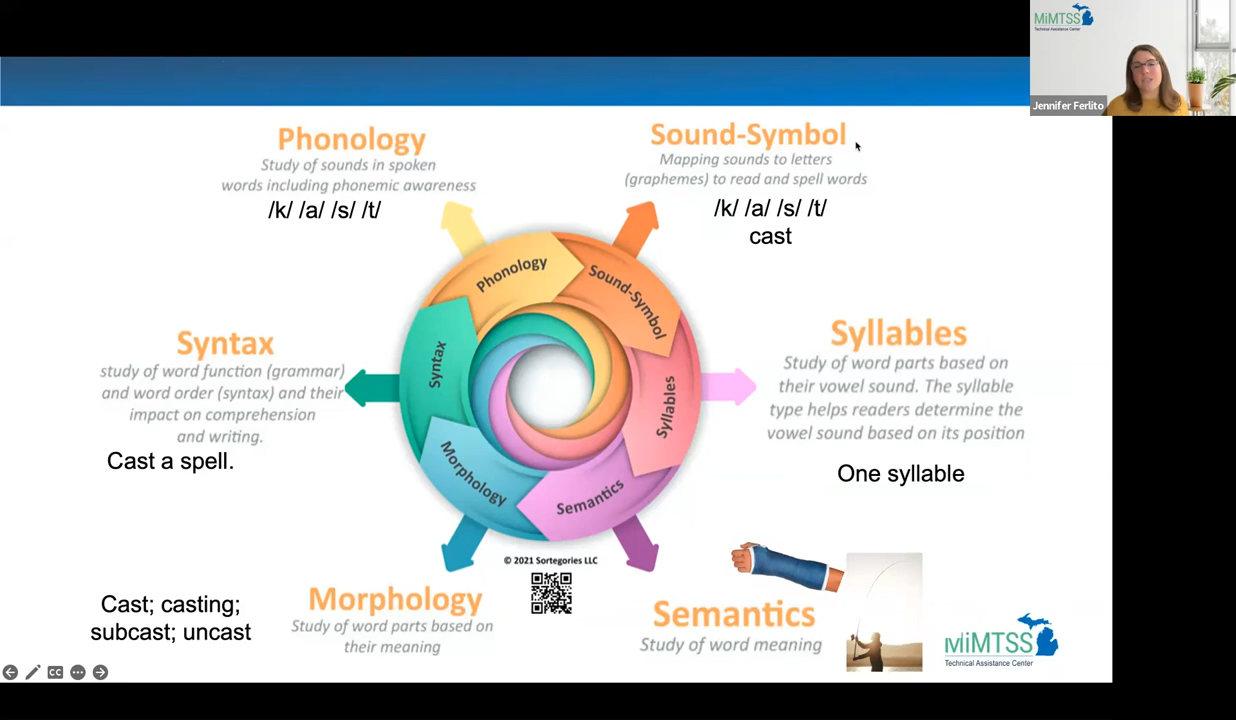 MiMTSS
Technical Assistance Center
Jennifer Ferlito
Phonology
Study of sounds in spoken
words including phonemic awareness
/k/ /a/ /s/ /t/
Sound-Symbol
Mapping sounds to letters
(graphemes) to read and spell words
/k/ /a/ /s/ /t/
cast
Phonology
Sound-Symbol
Syllables
Semantics
Morphology
Syntax
Syntax
study of word function (grammar)
and word order (syntax) and their
impact on comprehension
and writing.
Cast a spell.
Syllables
Study of word parts based on
their vowel sound. The syllable
type helps readers determine the
vowel sound based on its position
One syllable
© 2021 Sortegories LLC
Cast; casting;
subcast; uncast
Morphology
Study of word parts based on
their meaning
Semantics
Study of word meaning
MiMTSS
Technical Assistance Center
CC